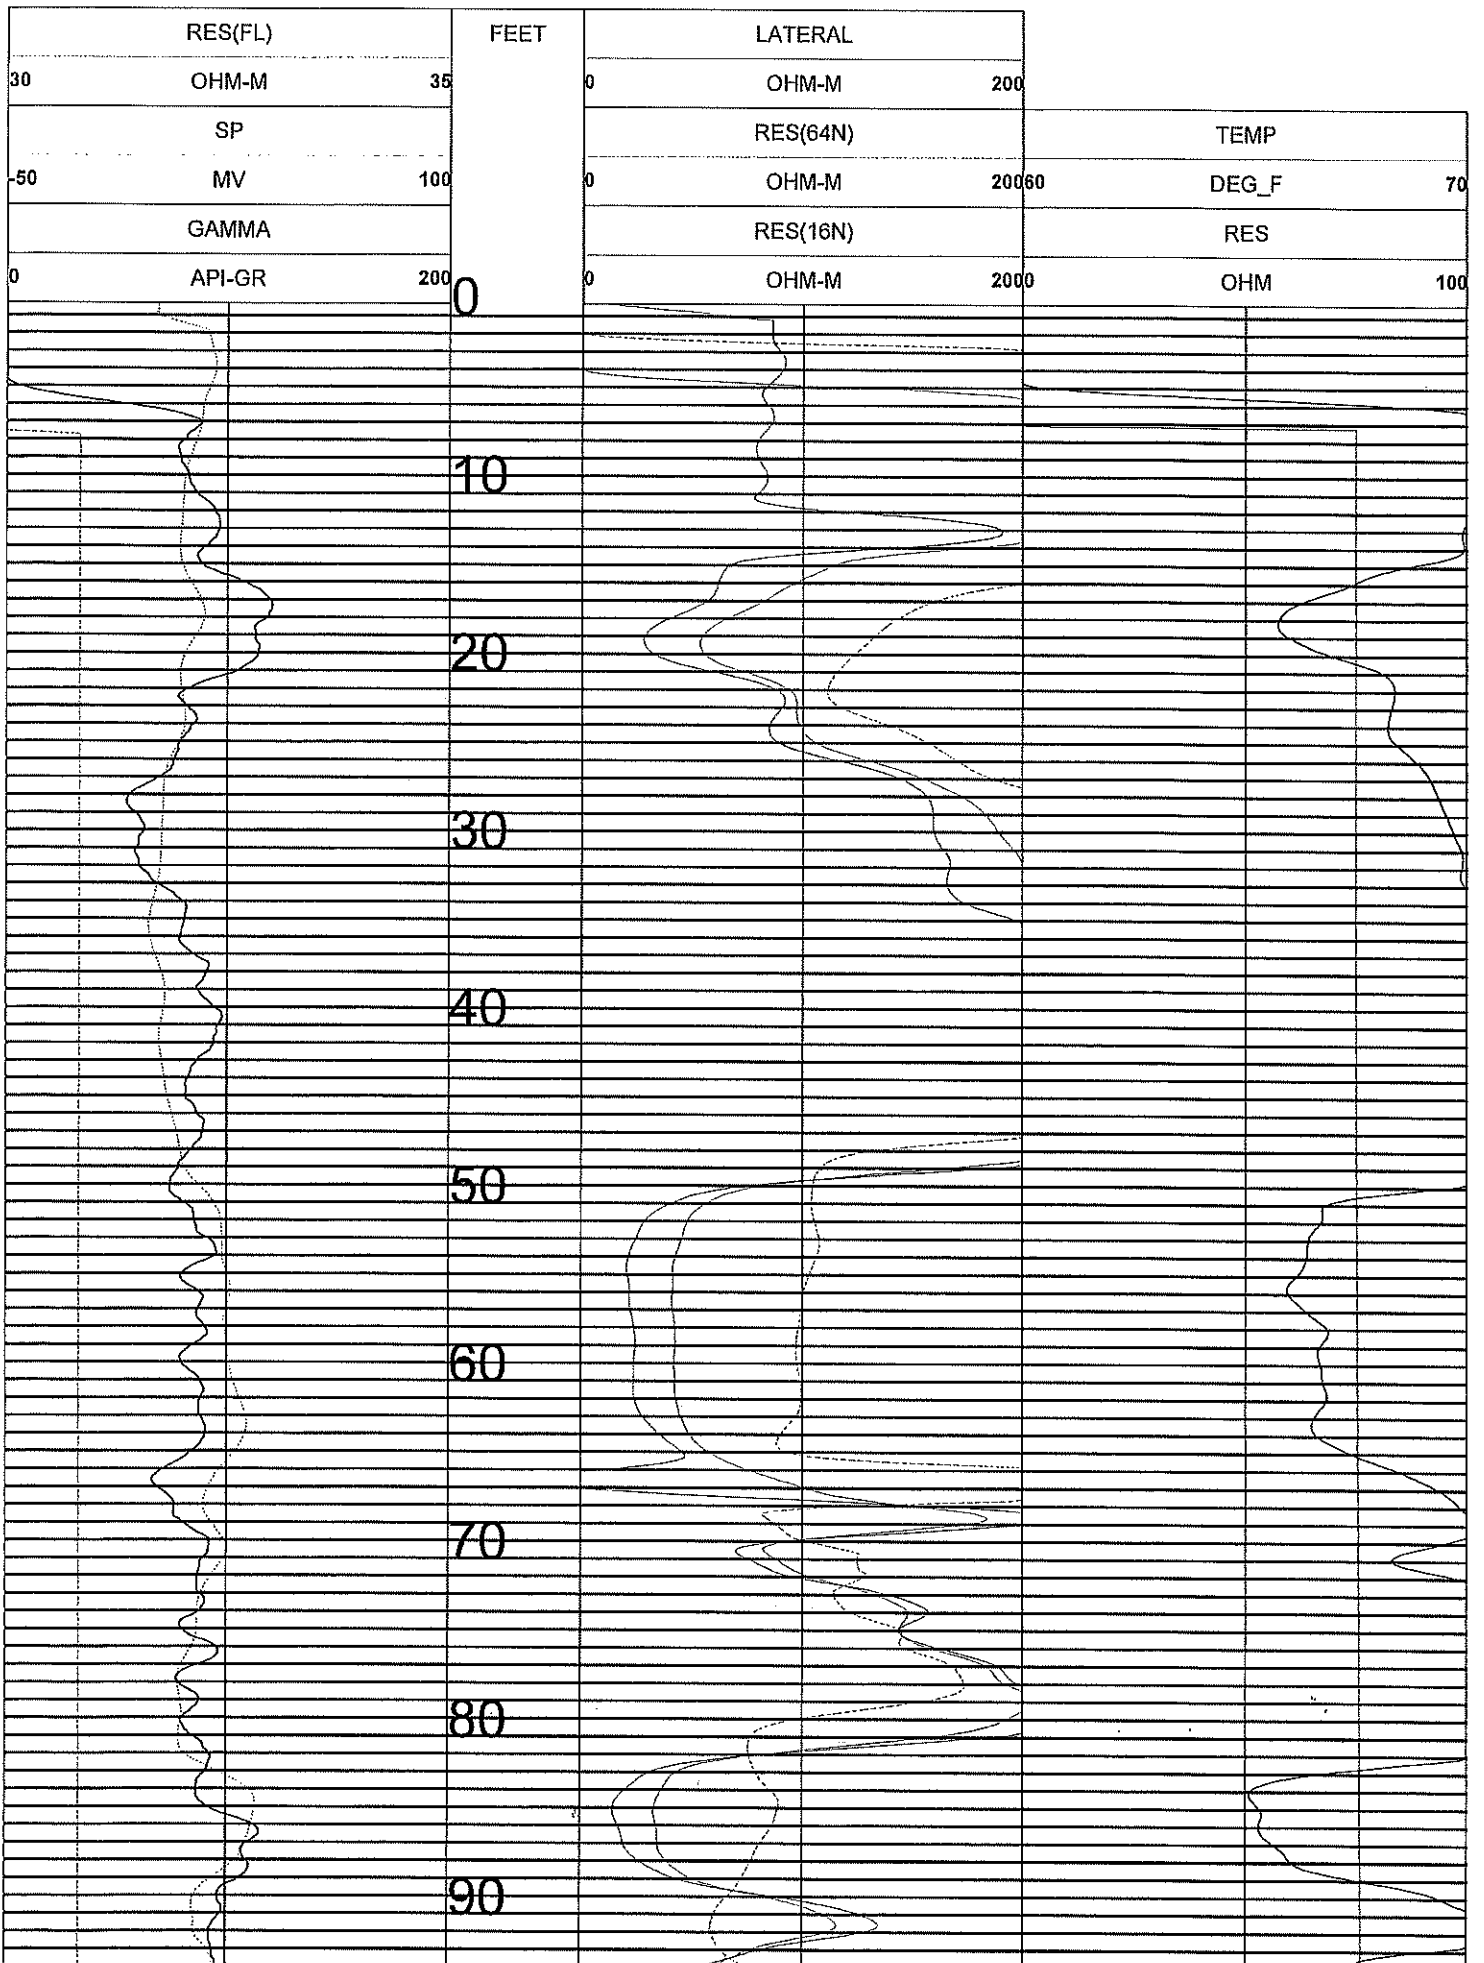 RES(FL) FEET LATERAL
30 OHM-M 35 0 OHM-M 200
SP RES(64N) TEMP
-50 MV 100 0 OHM-M 200 60 DEG_F 70
GAMMA RES(16N) RES
0 API-GR 200 0 OHM-M 200 0 OHM 100
0
10
20
30
40
50
60
70
80
90